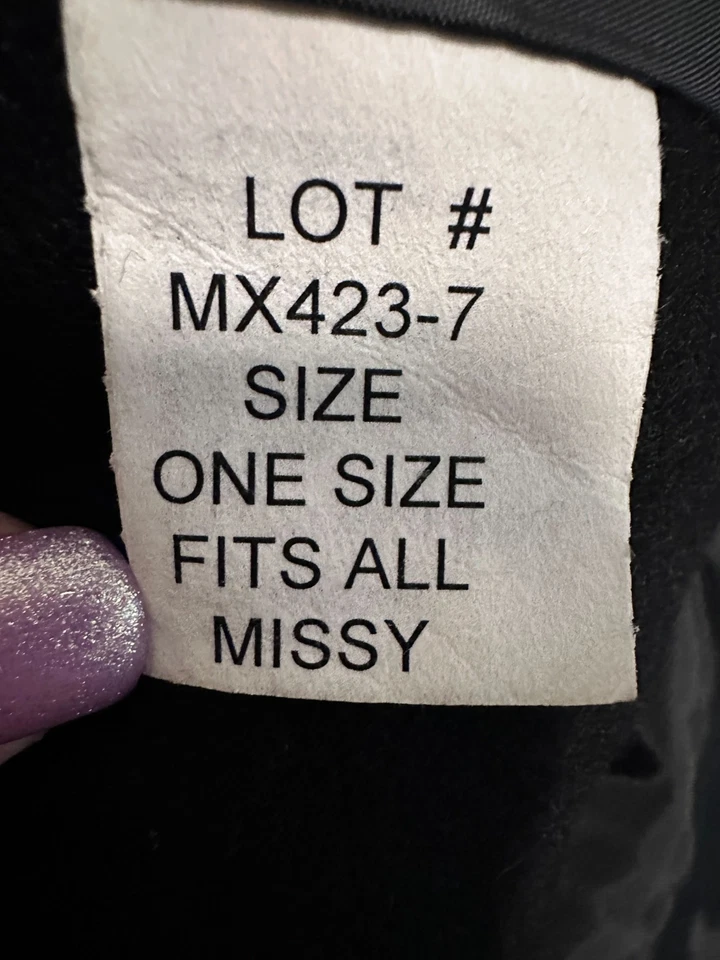 LOT #
MX423-7
SIZE
ONE SIZE
FITS ALL
MISSY